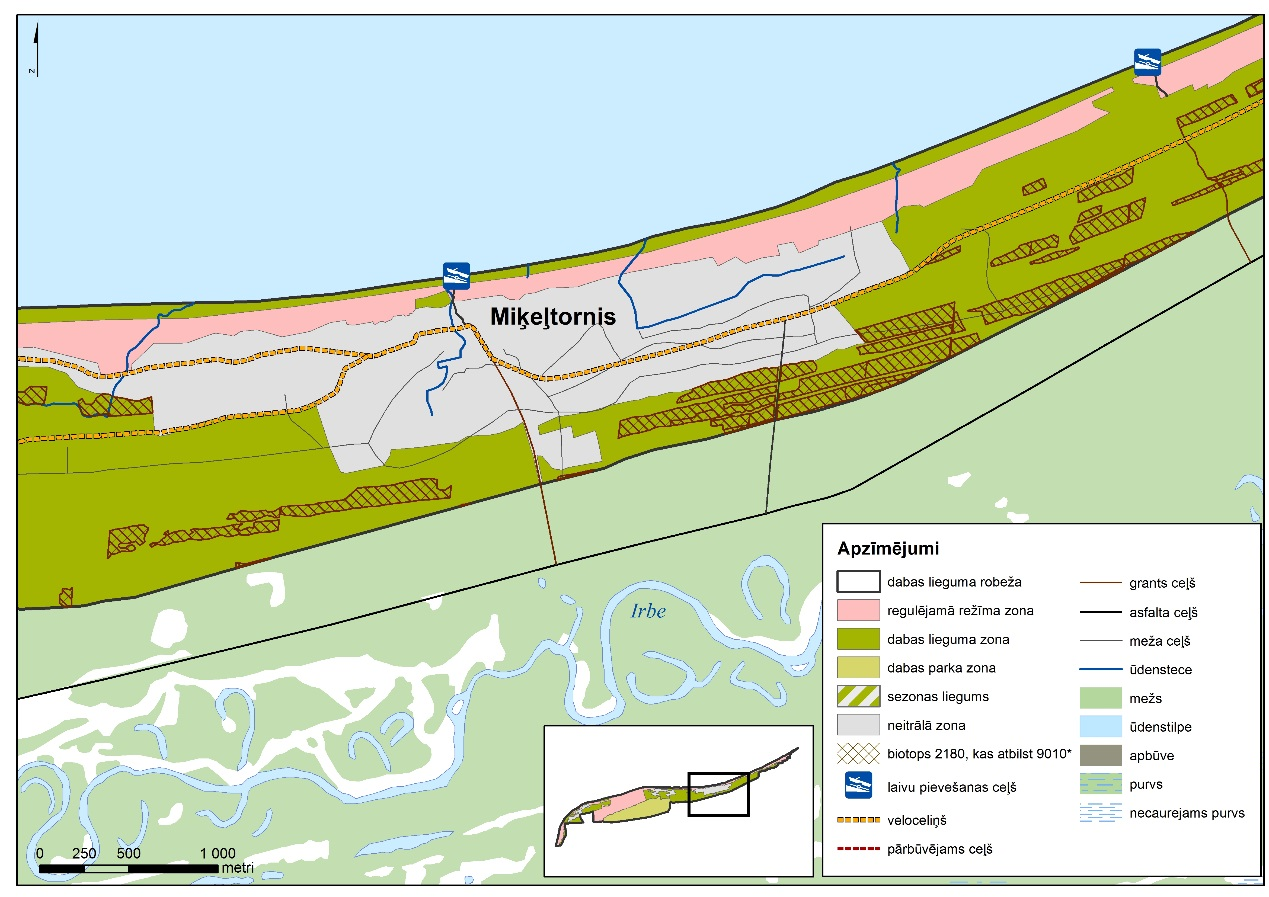 z
Miķeļtornis
Irbe
Apzīmējumi
dabas lieguma robeža
regulējamā režīma zona
dabas lieguma zona
dabas parka zona
sezonas liegums
neitrālā zona
biotops 2180, kas atbilst 9010*
laivu pievešanas ceļš
veloceliņš
pārbūvējams ceļš
grants ceļš
asfalta ceļš
meža ceļš
ūdenstece
mežs
ūdenstilpe
apbūve
purvs
necaurejams purvs
0 250 500 1 000
metri